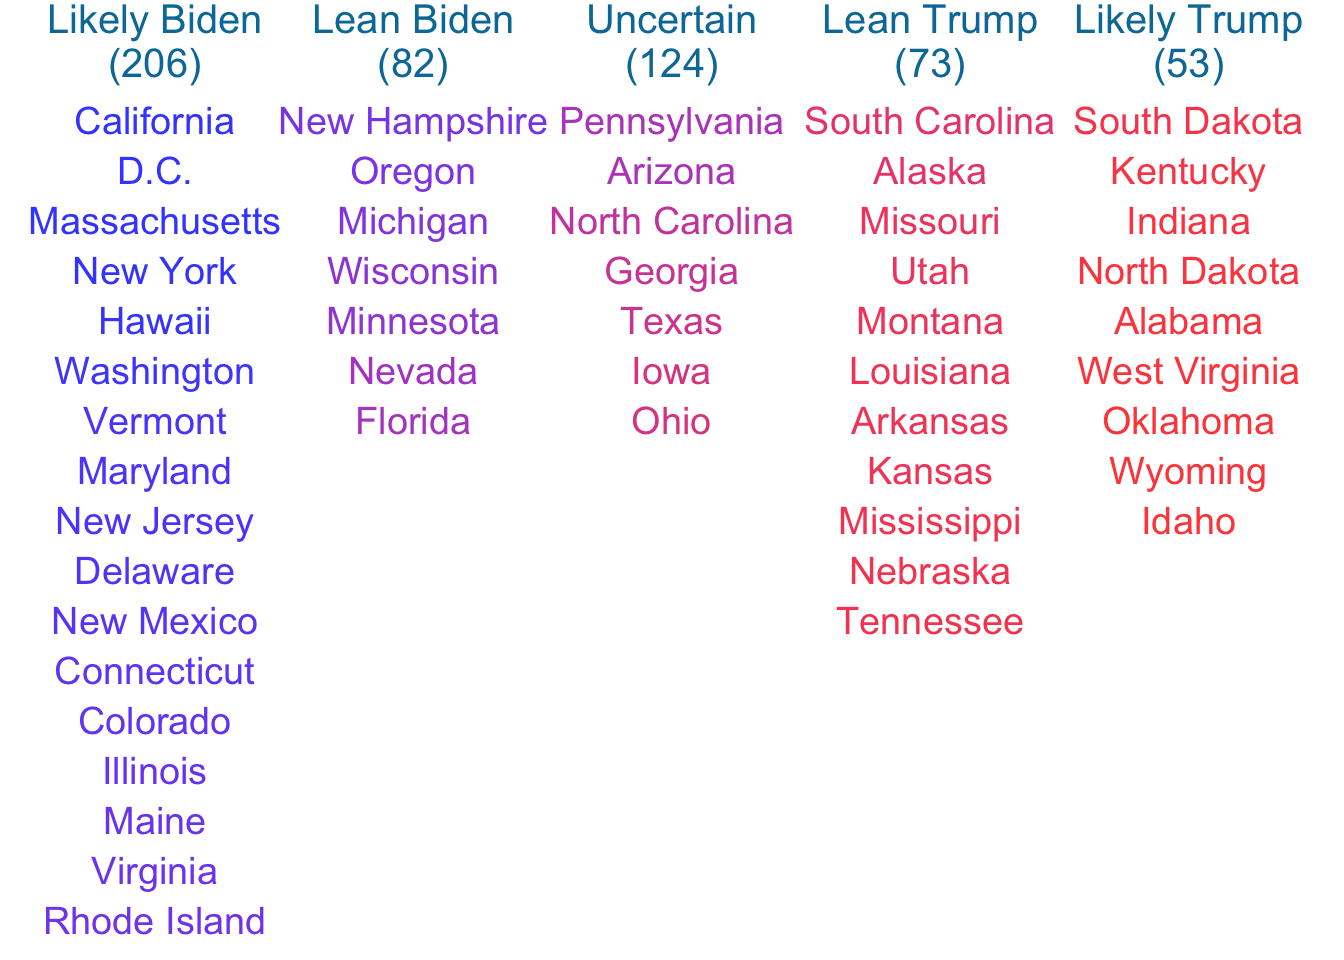 Likely Biden
(206)
California
D.C.
Massachusetts
New York
Hawaii
Washington
Vermont
Maryland
New Jersey
Delaware
New Mexico
Connecticut
Colorado
Illinois
Maine
Virginia
Rhode Island
Lean Biden
(82)
New Hampshire
Oregon
Michigan
Wisconsin
Minnesota
Nevada
Florida
Uncertain
(124)
Pennsylvania
Arizona
North Carolina
Georgia
Texas
Iowa
Ohio
Lean Trump
(73)
South Carolina
Alaska
Missouri
Utah
Montana
Louisiana
Arkansas
Kansas
Mississippi
Nebraska
Tennessee
Likely Trump
(53)
South Dakota
Kentucky
Indiana
North Dakota
Alabama
West Virginia
Oklahoma
Wyoming
Idaho